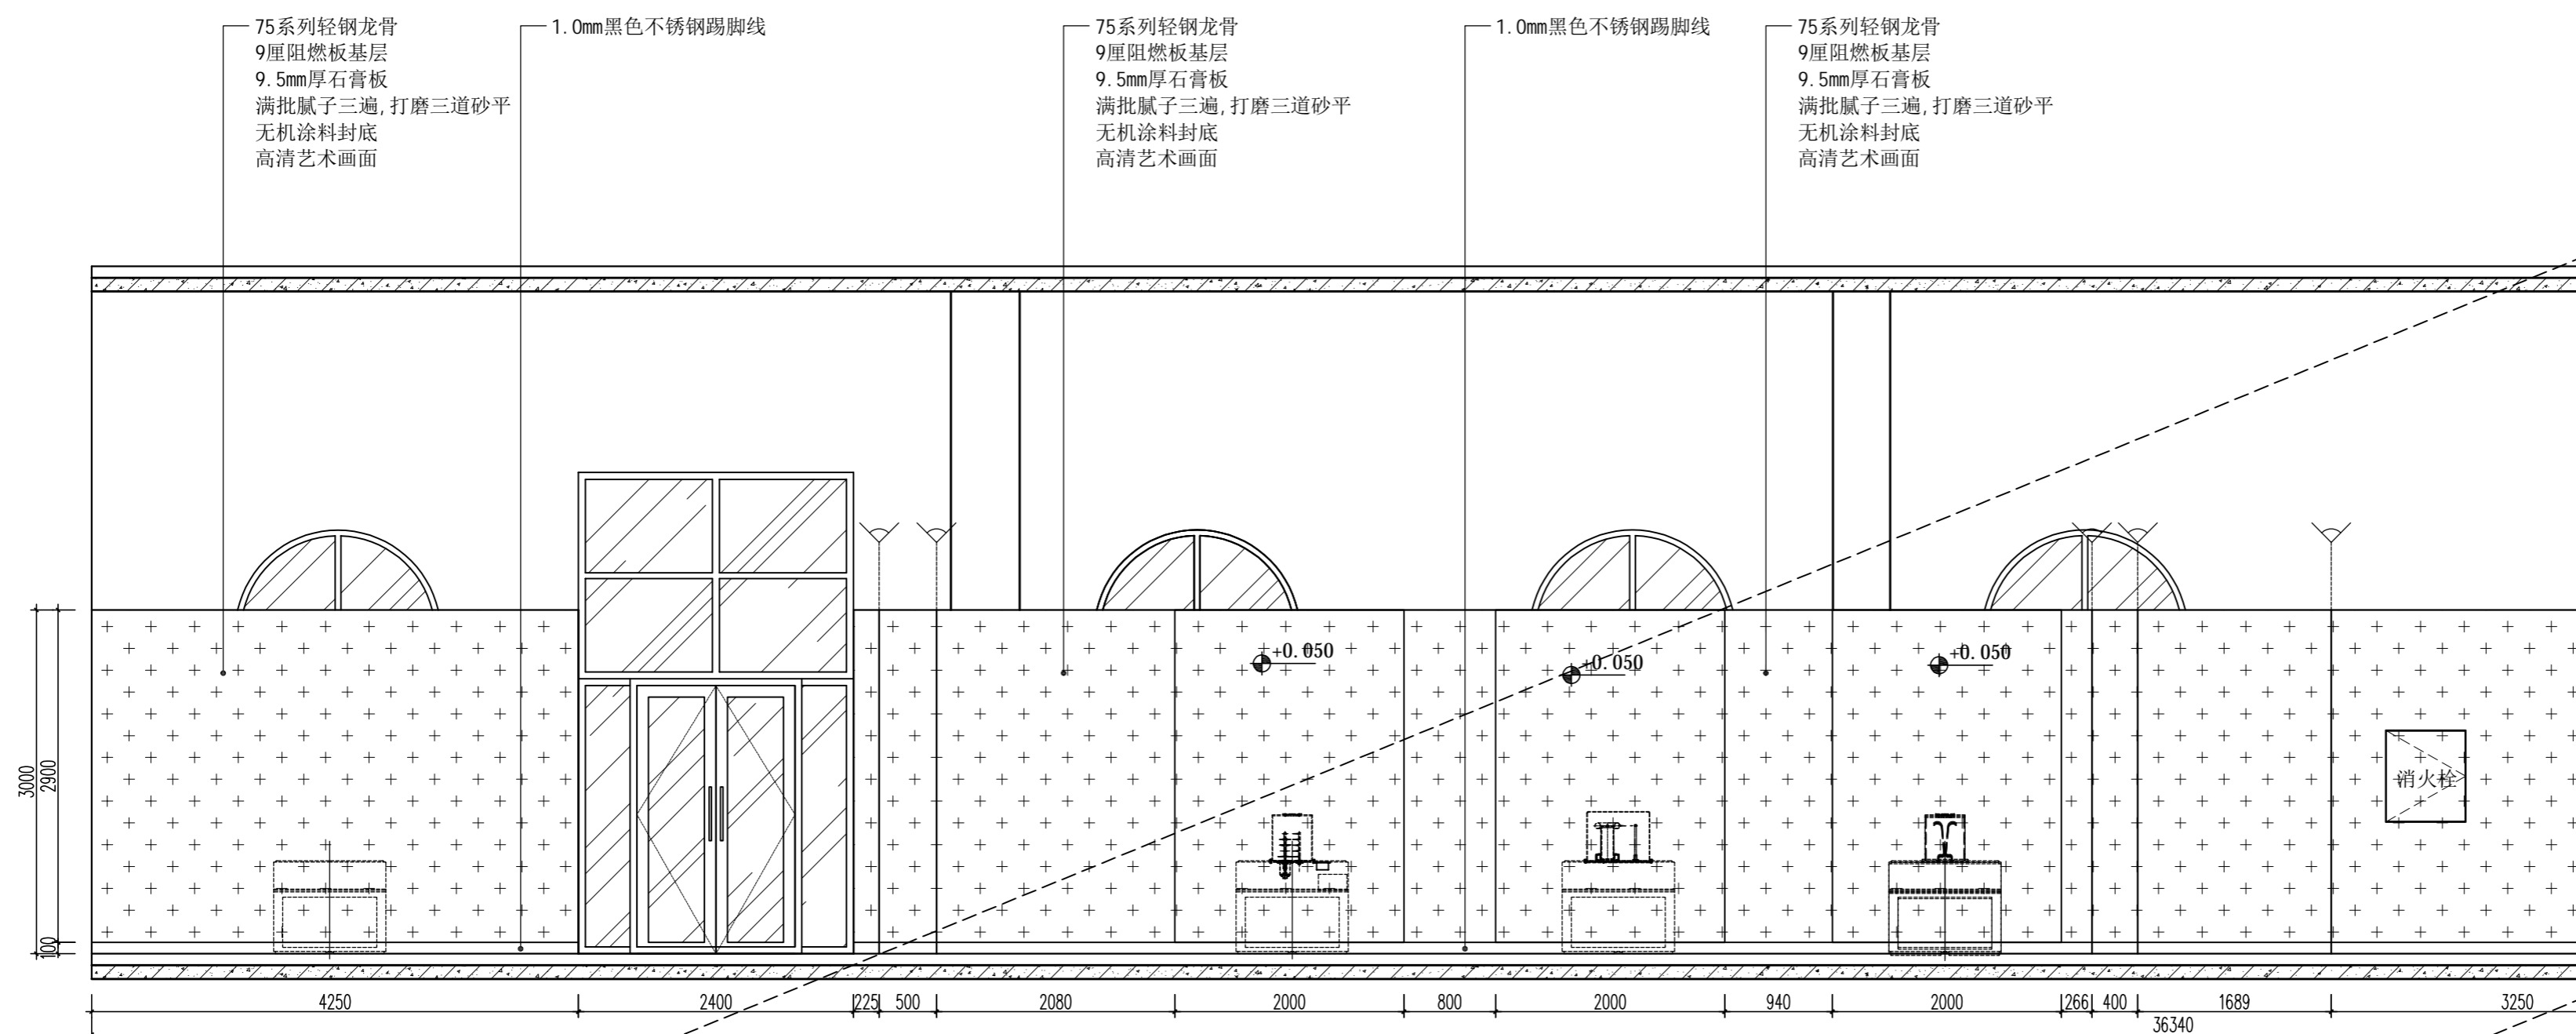 75系列轻钢龙骨
9厘阻燃板基层
9.5mm厚石膏板
满批腻子三遍,打磨三道砂平
无机涂料封底
高清艺术画面
1.0mm黑色不锈钢踢脚线
75系列轻钢龙骨
9厘阻燃板基层
9.5mm厚石膏板
满批腻子三遍,打磨三道砂平
无机涂料封底
高清艺术画面
1.0mm黑色不锈钢踢脚线
75系列轻钢龙骨
9厘阻燃板基层
9.5mm厚石膏板
满批腻子三遍,打磨三道砂平
无机涂料封底
高清艺术画面
+0.050
+0.050
+0.050
消火栓
3000
2900
100
4250
2400
225
500
2080
2000
800
2000
940
2000
266
400
1689
3250
36340